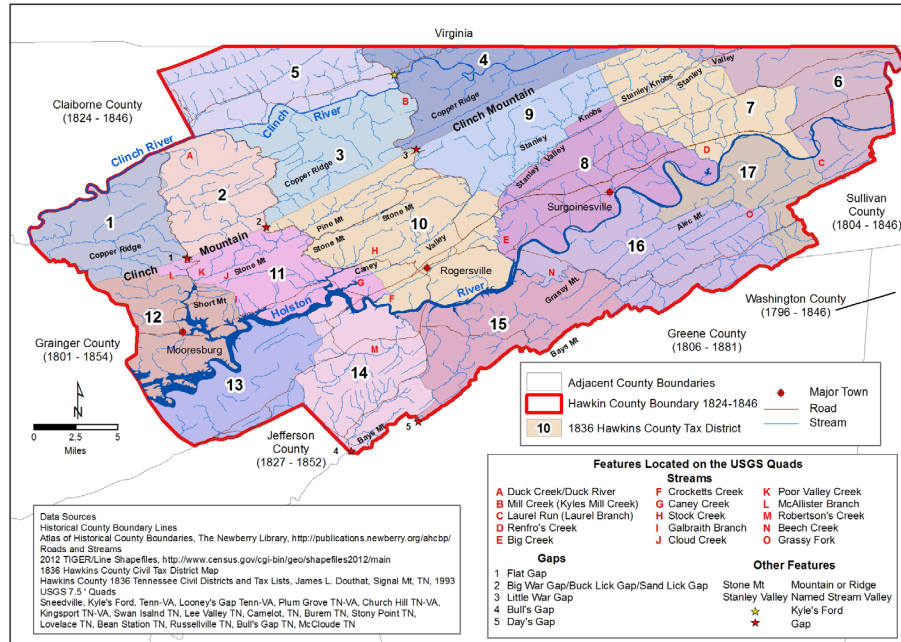 Virginia
Claiborne County
(1824 - 1846)
5
4
Valley
Stanley Knobs
Stanley
6
B
Copper Ridge
Clinch Mountain
7
Clinch
River
9
Knobs
Clinch River
A
3
Stanley
Valley
D
3
8
Copper Ridge
Stanley
17
C
2
Surgoinesville
Sullivan
County
(1804 - 1846)
1
2
Pine Mt
Stone Mt
10
Alec Mt.
O
Copper Ridge
Mountain
Stone Mt
Valley
E
16
Clinch
1
H
L
K
J
Stone Mt
11
Caney
Rogersville
N
G
Short Mt
I
Holston
F
River
Grassy Mt.
Washington County
(1796 - 1846)
12
15
Greene County
(1806 - 1881)
Grainger County
(1801 - 1854)
Mooresburg
M
Bays Mt
13
14
N
0 2.5 5
Miles
Jefferson
County
(1827 - 1852)
Bays Mt
5
4
Adjacent County Boundaries
Hawkin County Boundary 1824-1846
10 1836 Hawkins County Tax District
Major Town
Road
Stream
Features Located on the USGS Quads
Streams
A Duck Creek/Duck River
B Mill Creek (Kyles Mill Creek)
C Laurel Run (Laurel Branch)
D Renfro's Creek
E Big Creek
F Crocketts Creek
G Caney Creek
H Stock Creek
I Galbraith Branch
J Cloud Creek
K Poor Valley Creek
L McAllister Branch
M Robertson's Creek
N Beech Creek
O Grassy Fork
Gaps
1 Flat Gap
2 Big War Gap/Buck Lick Gap/Sand Lick Gap
3 Little War Gap
4 Bull's Gap
5 Day's Gap
Other Features
Stone Mt Mountain or Ridge
Stanley Valley Named Stream Valley
Kyle's Ford
Gap
Data Sources
Historical County Boundary Lines
Atlas of Historical County Boundaries, The Newberry Library, http://publications.newberry.org/ahcbp/
Roads and Streams
2012 TIGER/Line Shapefiles, http://www.census.gov/cgi-bin/geo/shapefiles2012/main
1836 Hawkins County Civil Tax District Map
Hawkins County 1836 Tennessee Civil Districts and Tax Lists, James L. Douthat, Signal Mt, TN, 1993
USGS 7.5 ' Quads
Sneedville, Kyle's Ford, Tenn-VA, Looney's Gap Tenn-VA, Plum Grove TN-VA, Church Hill TN-VA,
Kingsport TN-VA, Swan Isalnd TN, Lee Valley TN, Camelot, TN, Burem TN, Stony Point TN,
Lovelace TN, Bean Station TN, Russellville TN, Bull's Gap TN, McCloude TN